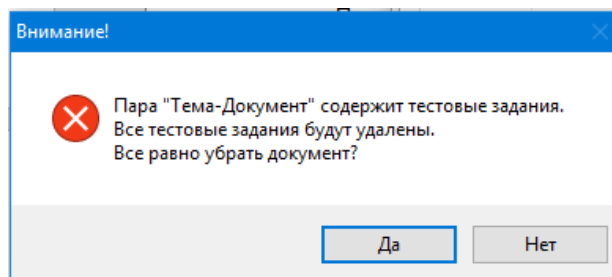 Внимание!
Пара "Тема-Документ" содержит тестовые задания.
Все тестовые задания будут удалены.
Все равно убрать документ?
Да
Нет